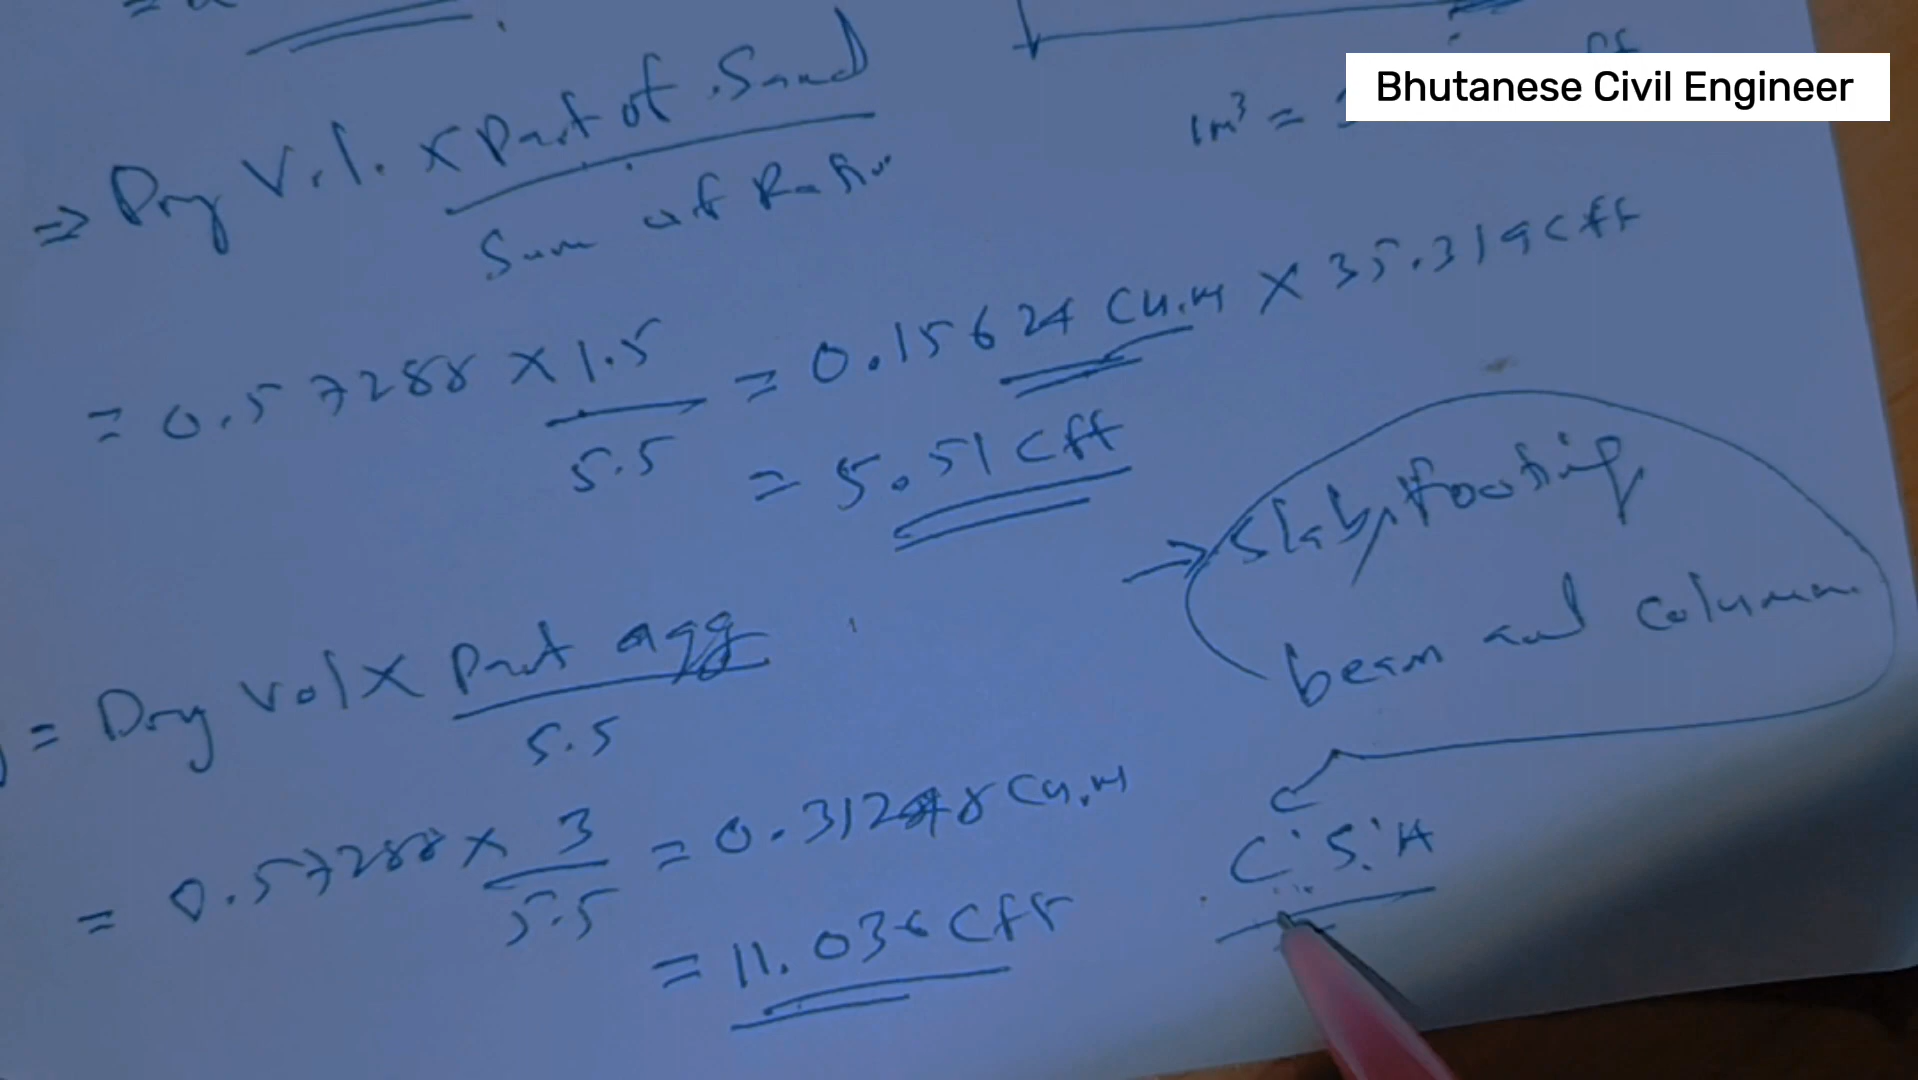 Bhutanese Civil Engineer
1m³ =
⇒ Dry Vol. × Part of Sand
Sum of Ratio
= 0.57288 × 1.5
5.5
= 0.15624 Cu.m × 35.319 cft
= 5.51 cft
→ slab, footing
beam and column
= Dry Vol × Part agg
5.5
= 0.57288 × 3
5.5
= 0.31248 Cu.m
= 11.036 cft
C:S:A